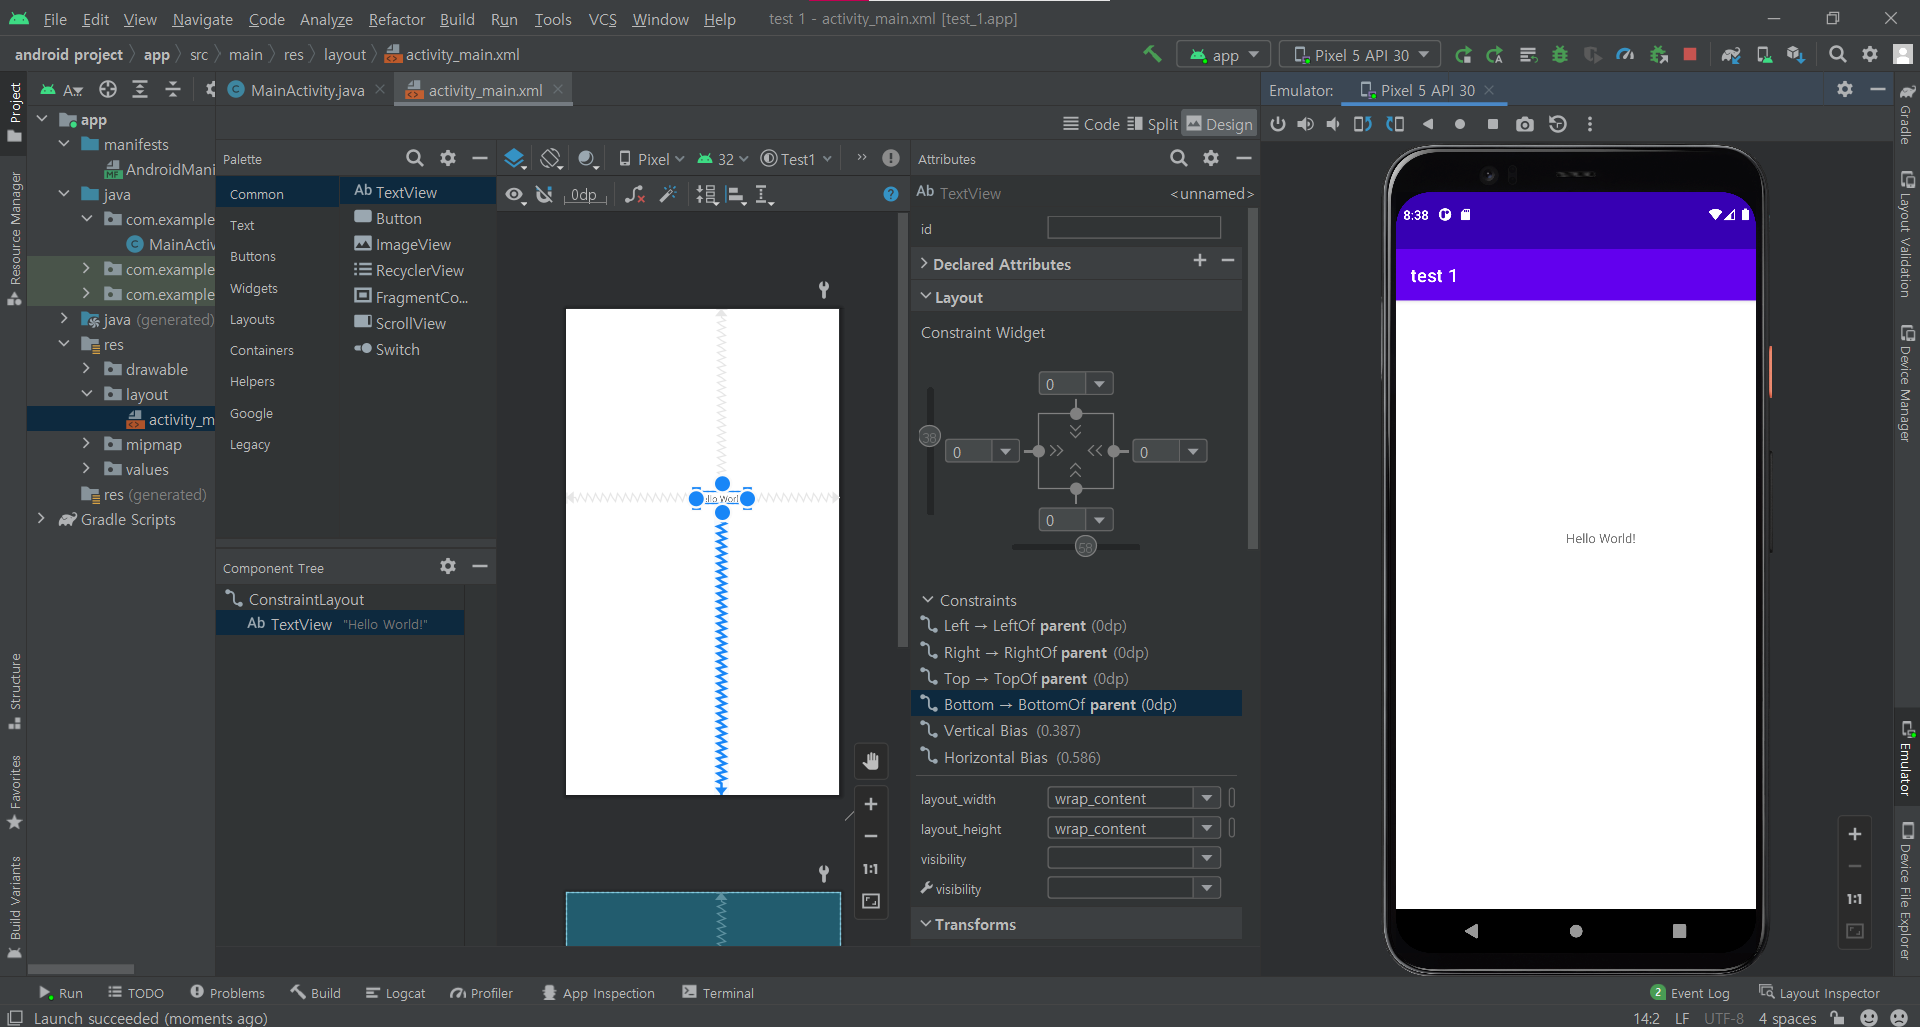 File Edit View Navigate Code Analyze Refactor Build Run Tools VCS Window Help test 1 - activity_main.xml [test_1.app]
android project app src main res layout activity_main.xml app Pixel 5 API 30
Project
Resource Manager
Structure
Favorites
Build Variants
A...
app
manifests
AndroidMani
java
com.example
MainActiv
com.example
com.example
java (generated)
res
drawable
layout
activity_m
mipmap
values
res (generated)
Gradle Scripts
MainActivity.java activity_main.xml
Code Split Design
Palette
Common
Text
Buttons
Widgets
Layouts
Containers
Helpers
Google
Legacy
Ab TextView
Button
ImageView
RecyclerView
FragmentCo...
ScrollView
Switch
Component Tree
ConstraintLayout
Ab TextView "Hello World!"
Pixel 32 Test1
0dp
1:1
Attributes
Ab TextView <unnamed>
id
Declared Attributes
Layout
Constraint Widget
0
38
0
0
0
58
Constraints
Left → LeftOf parent (0dp)
Right → RightOf parent (0dp)
Top → TopOf parent (0dp)
Bottom → BottomOf parent (0dp)
Vertical Bias (0.387)
Horizontal Bias (0.586)
layout_width wrap_content
layout_height wrap_content
visibility
visibility
Transforms
Emulator: Pixel 5 API 30
8:38
test 1
Hello World!
1:1
Gradle
Layout Validation
Device Manager
Emulator
Device File Explorer
Run TODO Problems Build Logcat Profiler App Inspection Terminal 2 Event Log Layout Inspector
Launch succeeded (moments ago) 14:2 LF UTF-8 4 spaces